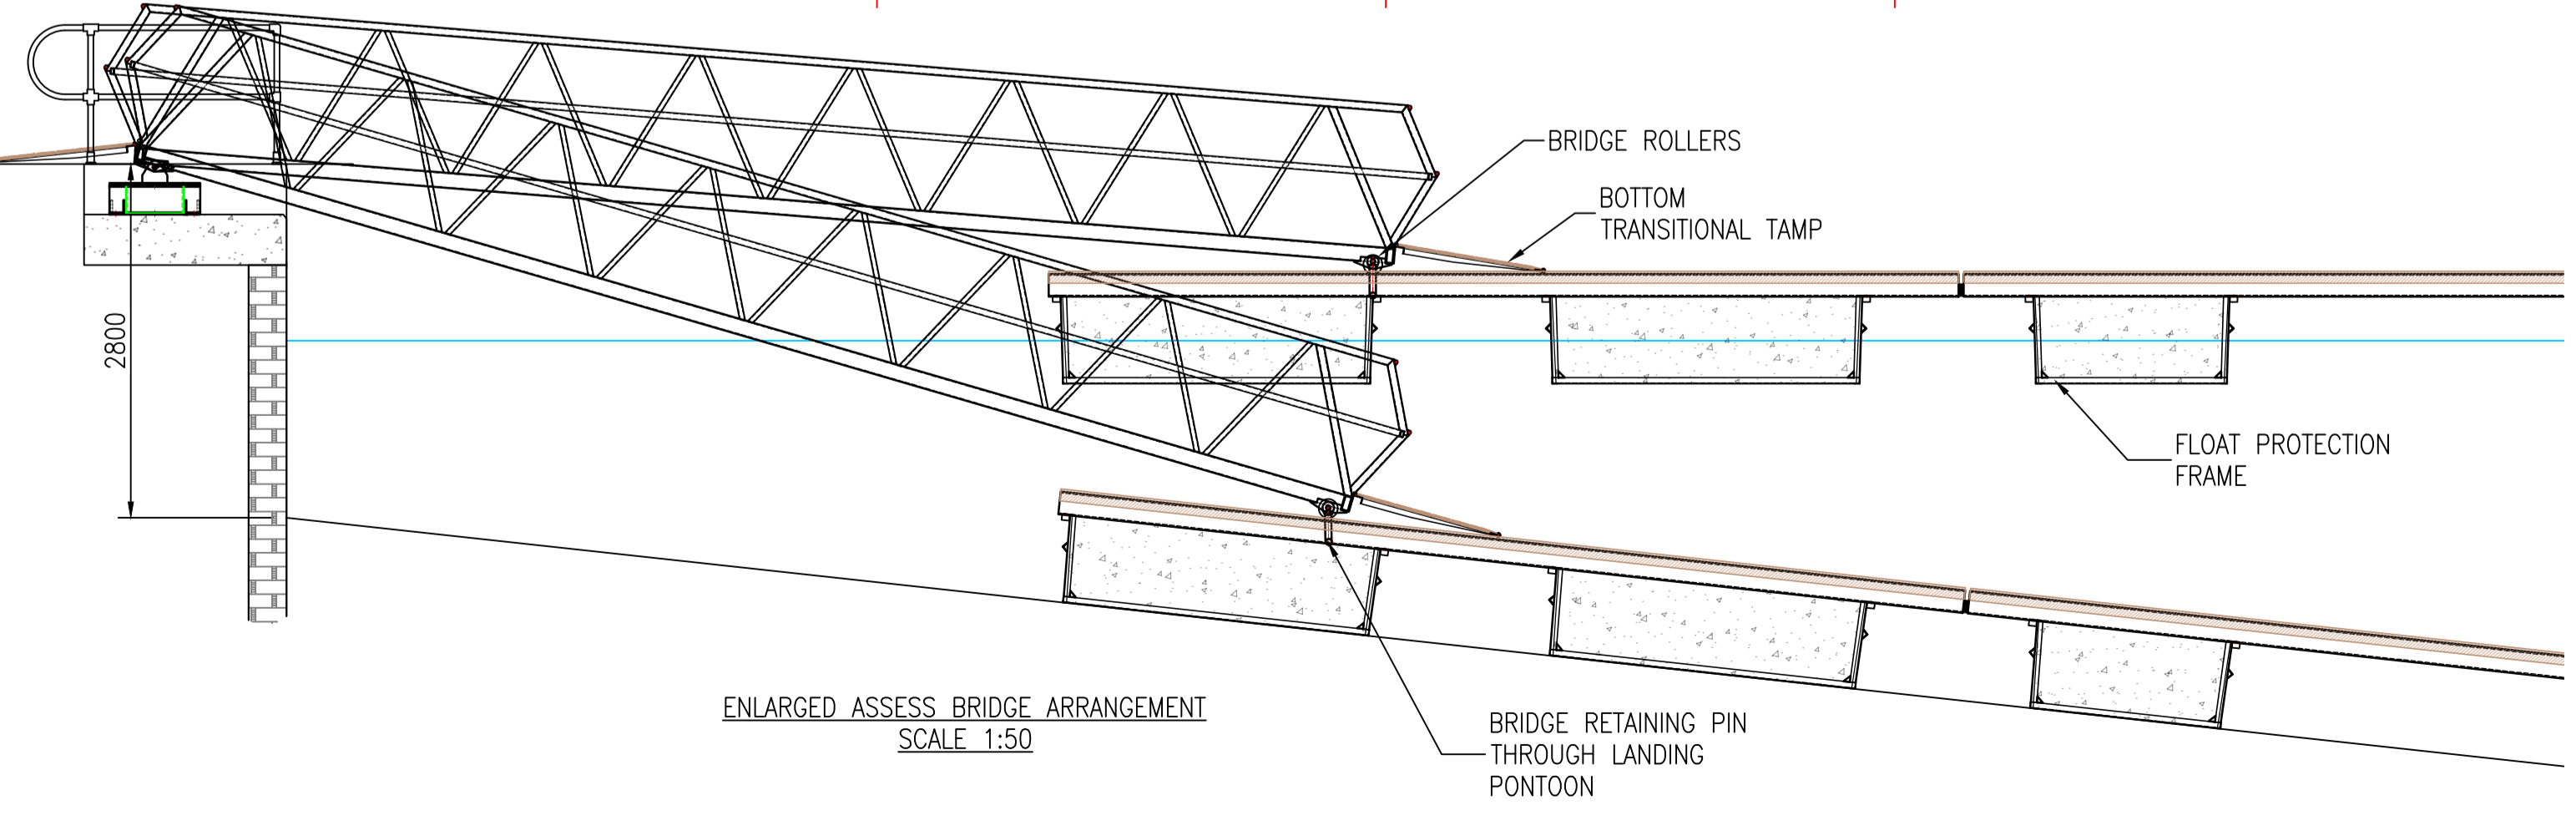 BRIDGE ROLLERS
BOTTOM
TRANSITIONAL TAMP
2800
FLOAT PROTECTION
FRAME
ENLARGED ASSESS BRIDGE ARRANGEMENT
SCALE 1:50
BRIDGE RETAINING PIN
THROUGH LANDING
PONTOON